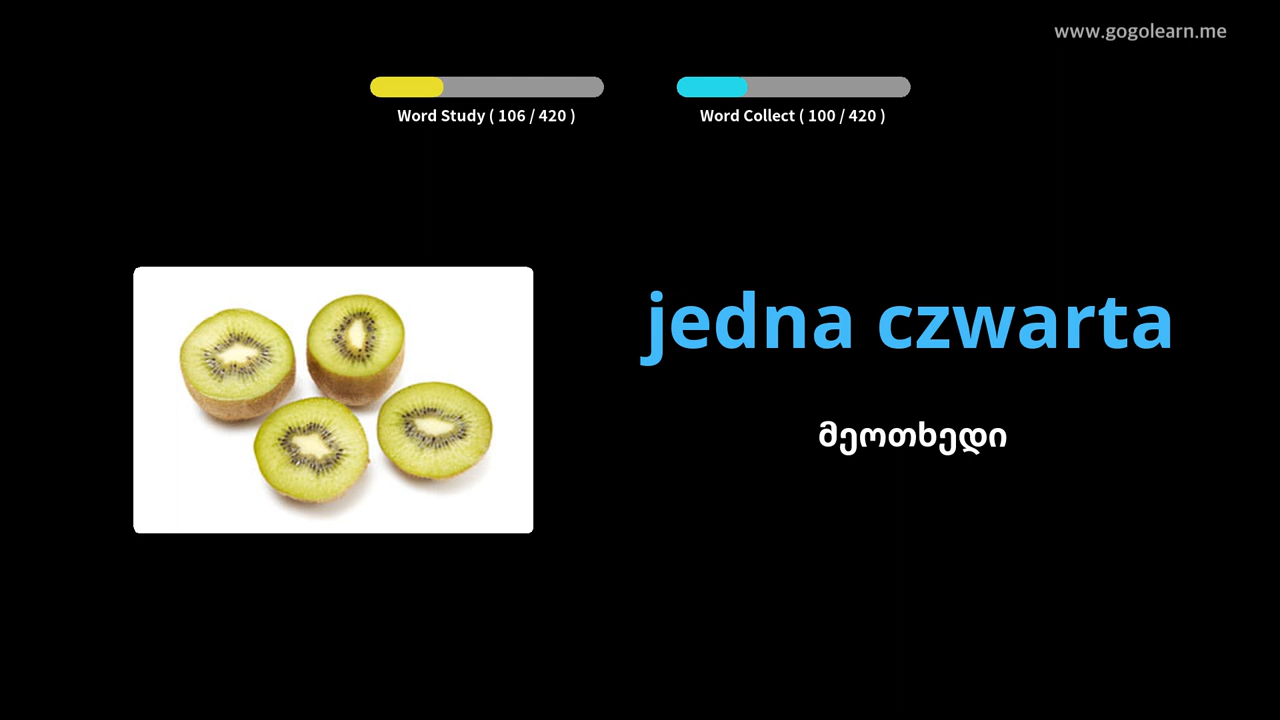 www.gogolearn.me
Word Study ( 106 / 420 )
Word Collect ( 100 / 420 )
jedna czwarta
მეოთხედი